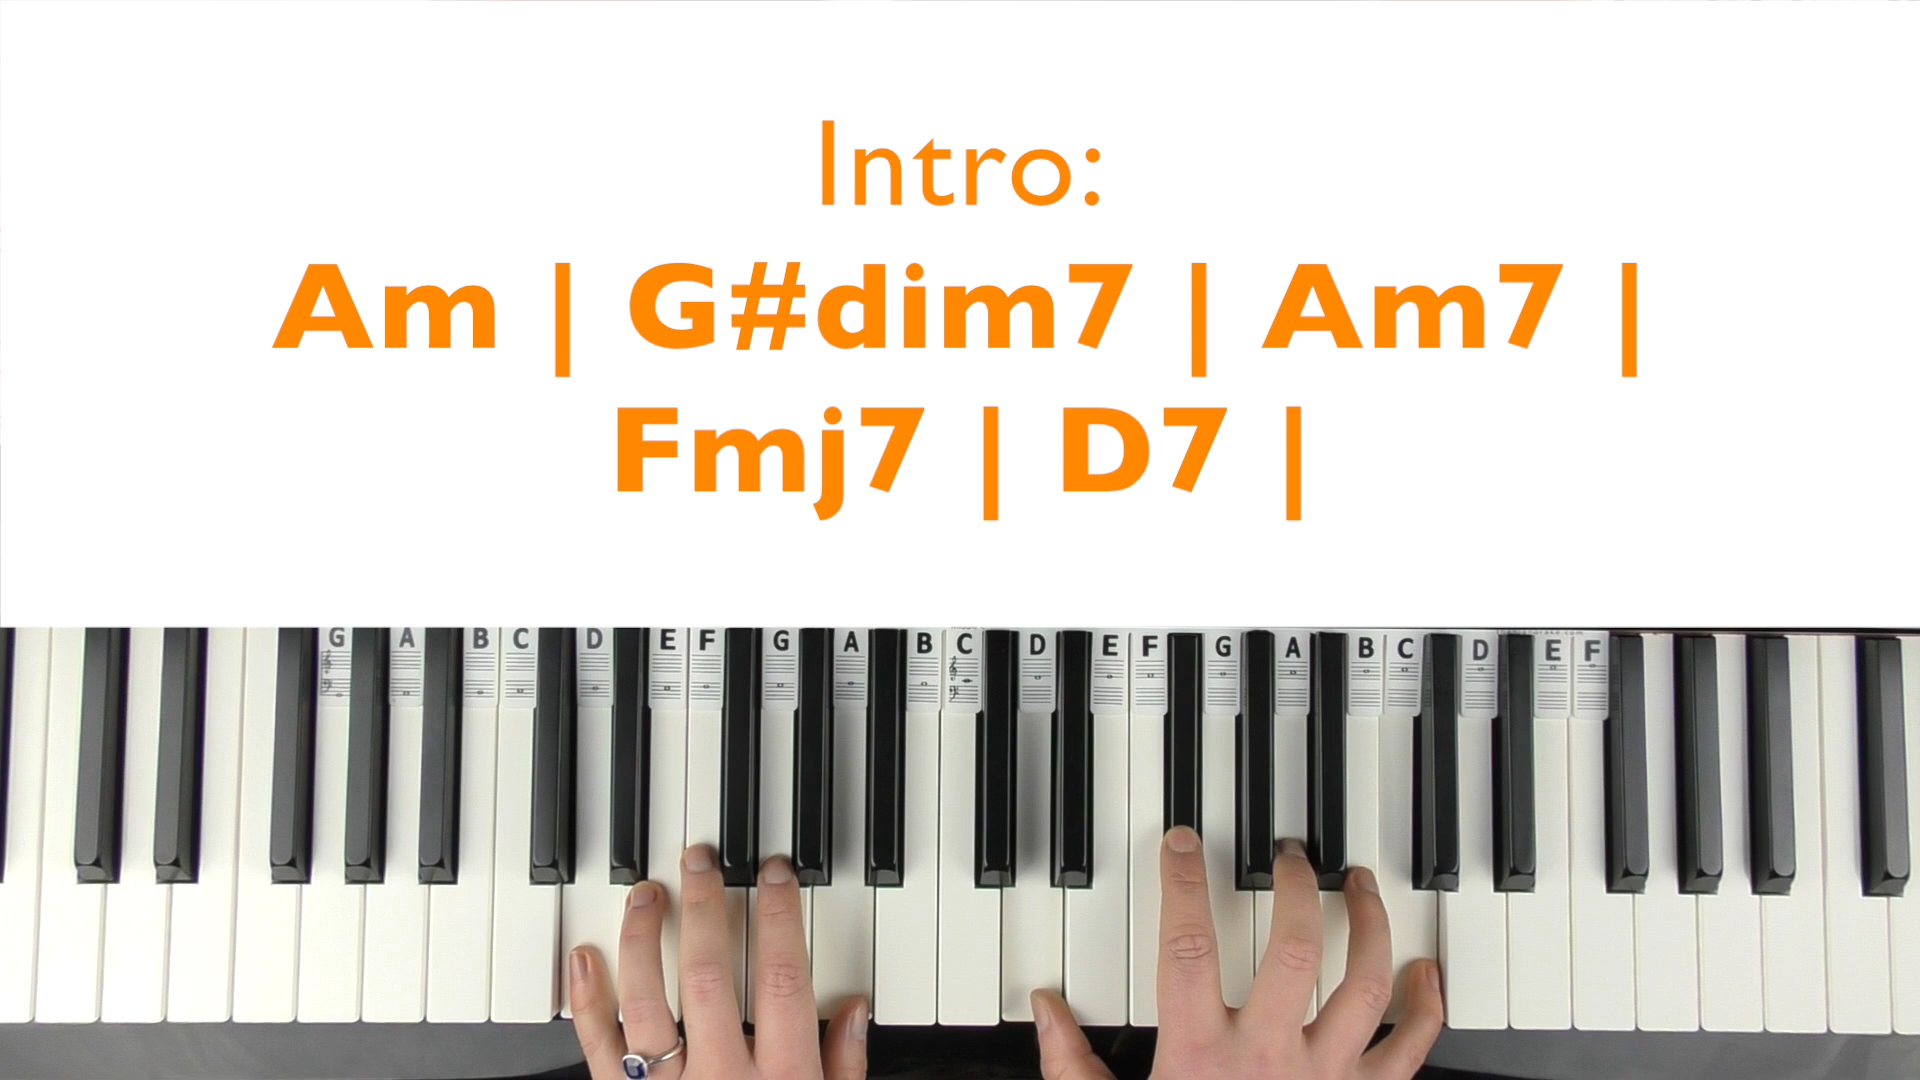 Intro:
Am | G#dim7 | Am7 |
Fmj7 | D7 |
G A B C D E F G A B C D E F G A B C D E F